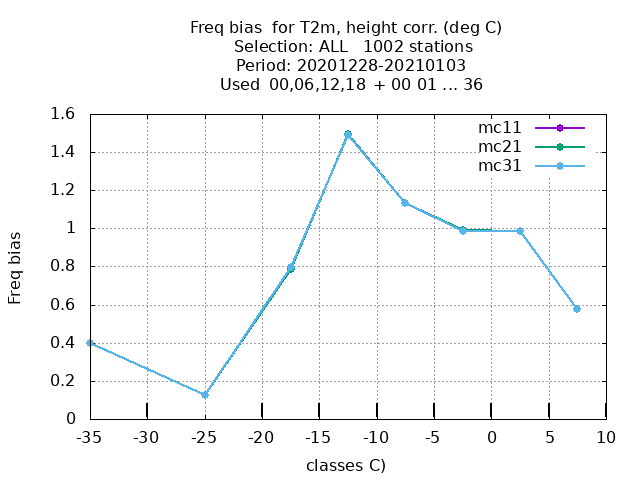 Freq bias  for T2m, height corr. (deg C)
Selection: ALL   1002 stations
Period: 20201228-20210103
Used  00,06,12,18  + 00 01 ... 36
1.6
1.4
1.2
1
0.8
0.6
0.4
0.2
0
Freq bias
mc11
mc21
mc31
-35 -30 -25 -20 -15 -10 -5 0 5 10
classes C)